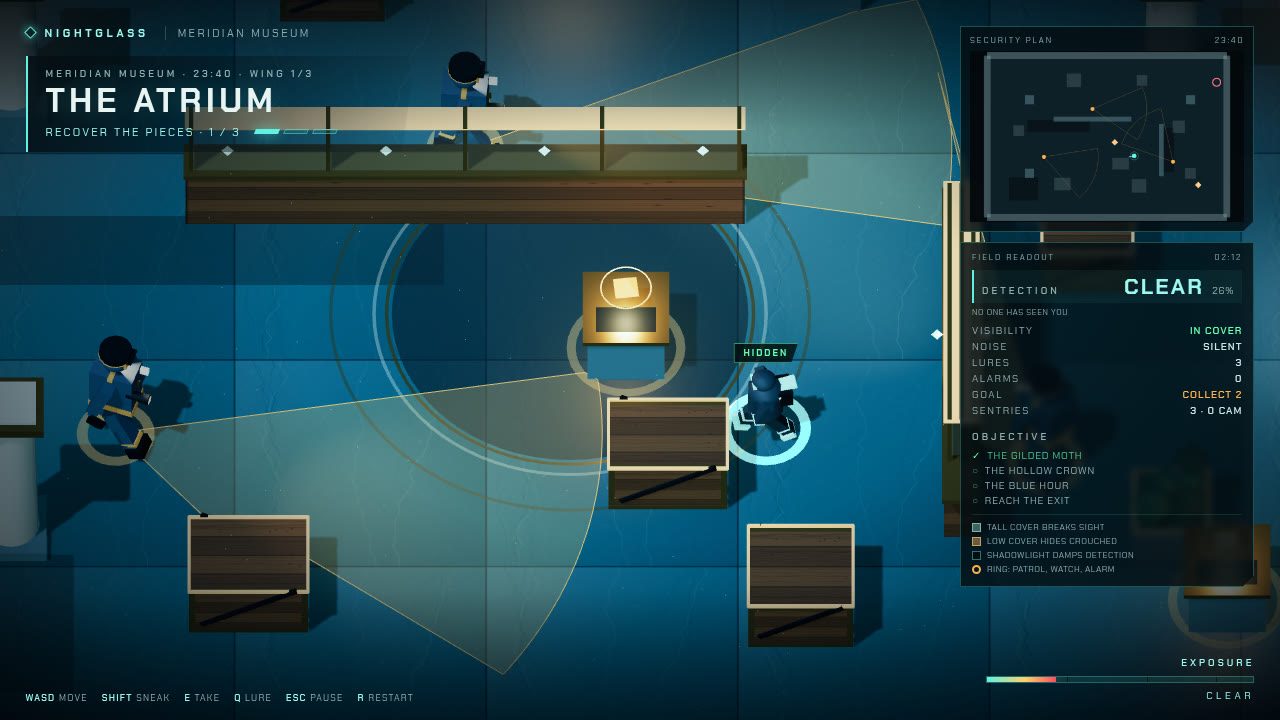 NIGHTGLASS MERIDIAN MUSEUM
MERIDIAN MUSEUM · 23:40 · WING 1/3
THE ATRIUM
RECOVER THE PIECES · 1 / 3
SECURITY PLAN 23:40
FIELD READOUT 02:12
DETECTION CLEAR 26%
NO ONE HAS SEEN YOU
VISIBILITY IN COVER
NOISE SILENT
LURES 3
ALARMS 0
GOAL COLLECT 2
SENTRIES 3 · 0 CAM
OBJECTIVE
✓ THE GILDED MOTH
○ THE HOLLOW CROWN
○ THE BLUE HOUR
○ REACH THE EXIT
TALL COVER BREAKS SIGHT
LOW COVER HIDES CROUCHED
SHADOWLIGHT DAMPS DETECTION
RING: PATROL, WATCH, ALARM
HIDDEN
EXPOSURE
CLEAR
WASD MOVE SHIFT SNEAK E TAKE Q LURE ESC PAUSE R RESTART